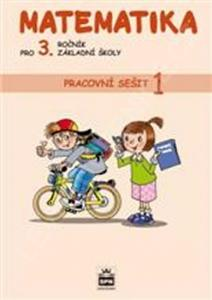 MATEMATIKA
PRO 3. ROČNÍK
ZÁKLADNÍ ŠKOLY
PRACOVNÍ SEŠIT 1
SPN